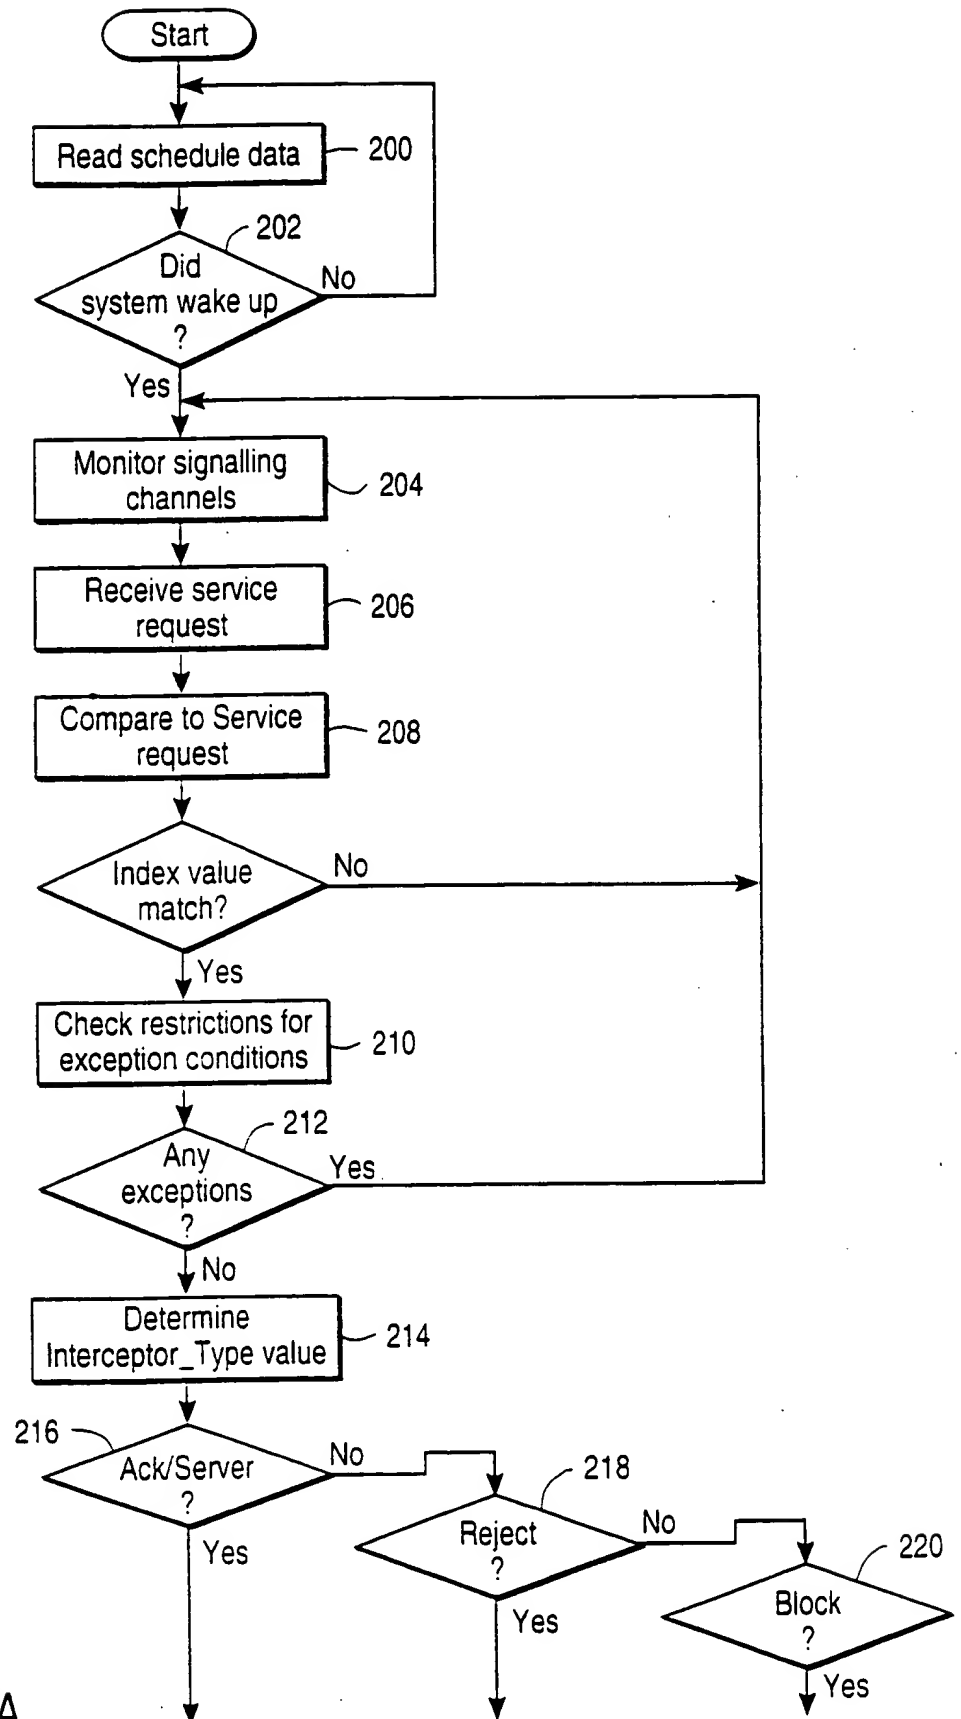 Start
Read schedule data
200
202
Did
system wake up
?
No
Yes
Monitor signalling
channels
204
Receive service
request
206
Compare to Service
request
208
Index value
match?
No
Yes
Check restrictions for
exception conditions
210
212
Any
exceptions
?
Yes
No
Determine
Interceptor_Type value
214
216
Ack/Server
?
No
Yes
218
Reject
?
No
Yes
220
Block
?
Yes